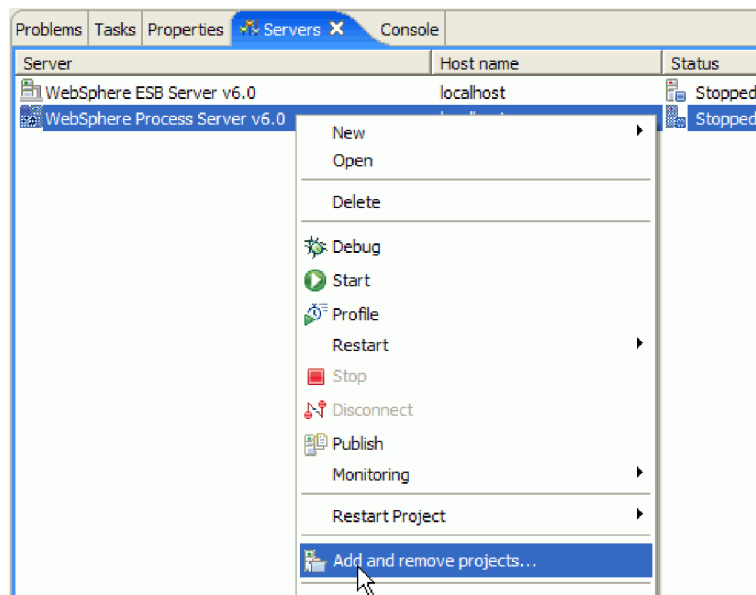 Problems Tasks Properties Servers Console
Server Host name Status
WebSphere ESB Server v6.0 localhost Stopped
WebSphere Process Server v6.0 Stopped
New
Open
Delete
Debug
Start
Profile
Restart
Stop
Disconnect
Publish
Monitoring
Restart Project
Add and remove projects...